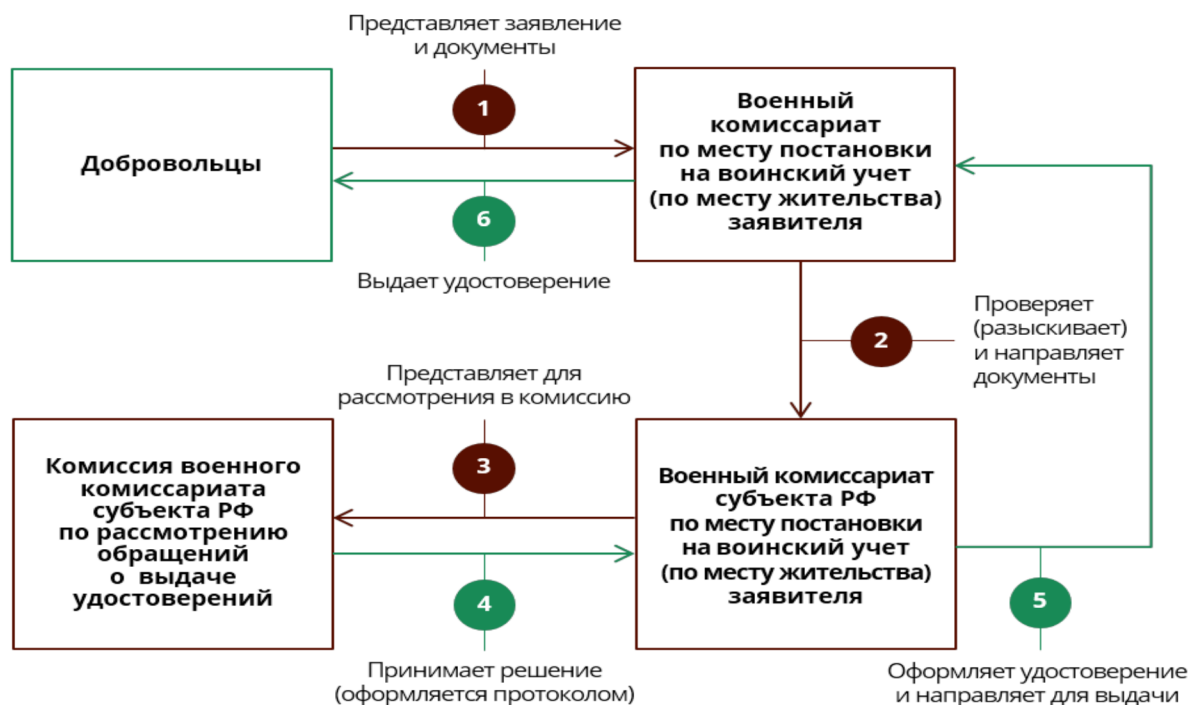 Представляет заявление
и документы
1
Добровольцы
Военный
комиссариат
по месту постановки
на воинский учет
(по месту жительства)
заявителя
6
Выдает удостоверение
2
Проверяет
(разыскивает)
и направляет
документы
Представляет для
рассмотрения в комиссию
3
Комиссия военного
комиссариата
субъекта РФ
по рассмотрению
обращений
о выдаче
удостоверений
Военный комиссариат
субъекта РФ
по месту постановки
на воинский учет
(по месту жительства)
заявителя
4
Принимает решение
(оформляется протоколом)
5
Оформляет удостоверение
и направляет для выдачи